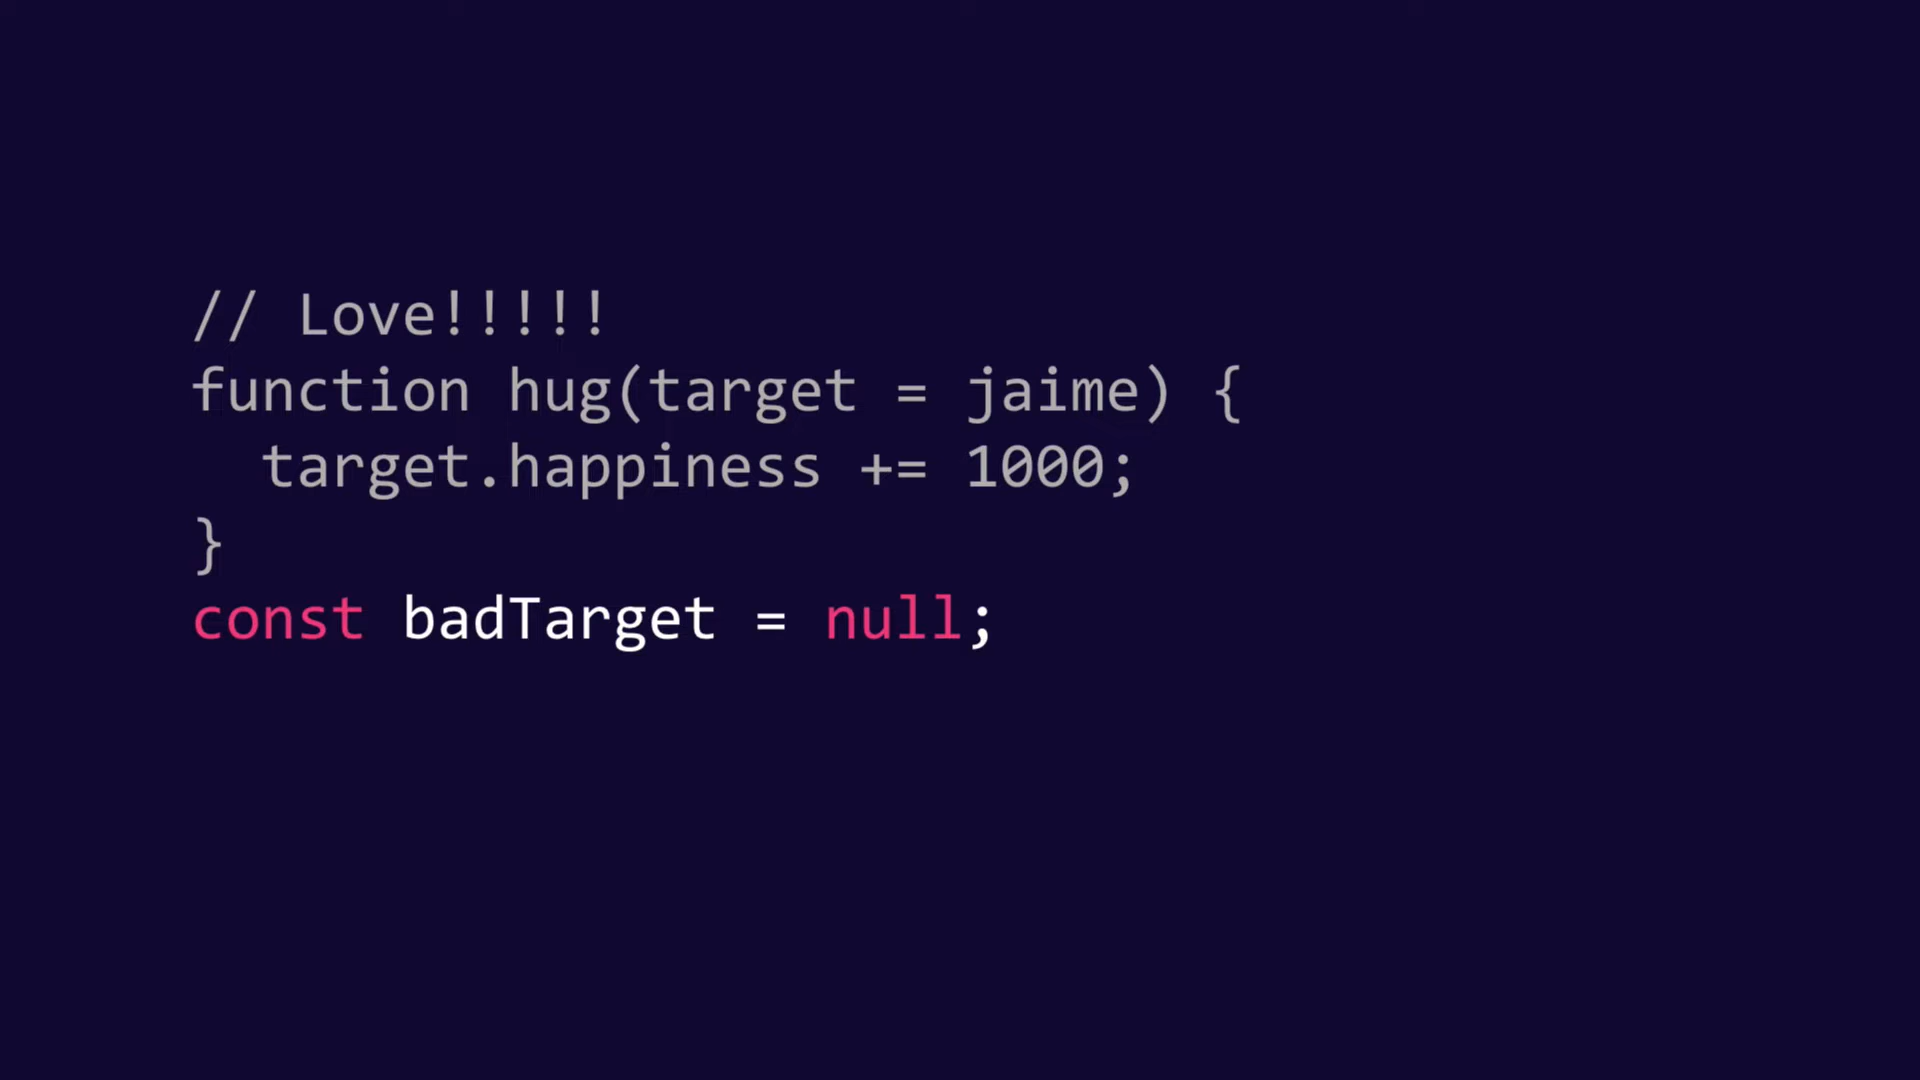 // Love!!!!!
function hug(target = jaime) {
  target.happiness += 1000;
}
const badTarget = null;